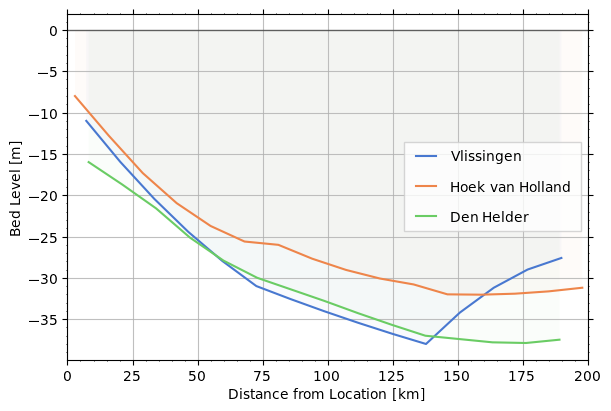 0
−5
−10
−15
−20
−25
−30
−35
Bed Level [m]
Vlissingen
Hoek van Holland
Den Helder
0 25 50 75 100 125 150 175 200
Distance from Location [km]